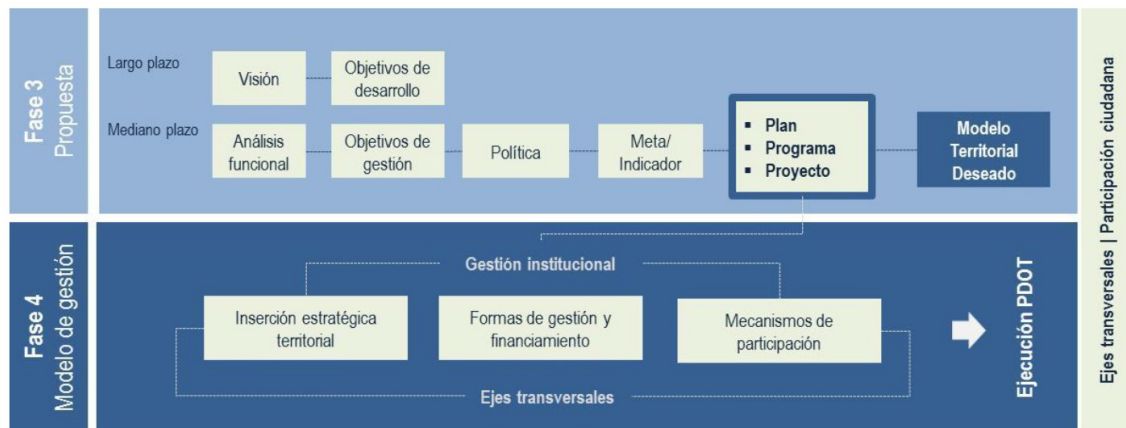 Fase 3
Propuesta
Largo plazo
Visión
Objetivos de
desarrollo
Mediano plazo
Análisis
funcional
Objetivos de
gestión
Política
Meta/
Indicador
▪ Plan
▪ Programa
▪ Proyecto
Modelo
Territorial
Deseado
Fase 4
Modelo de gestión
Gestión institucional
Inserción estratégica
territorial
Formas de gestión y
financiamiento
Mecanismos de
participación
Ejes transversales
Ejecución PDOT
Ejes transversales | Participación ciudadana